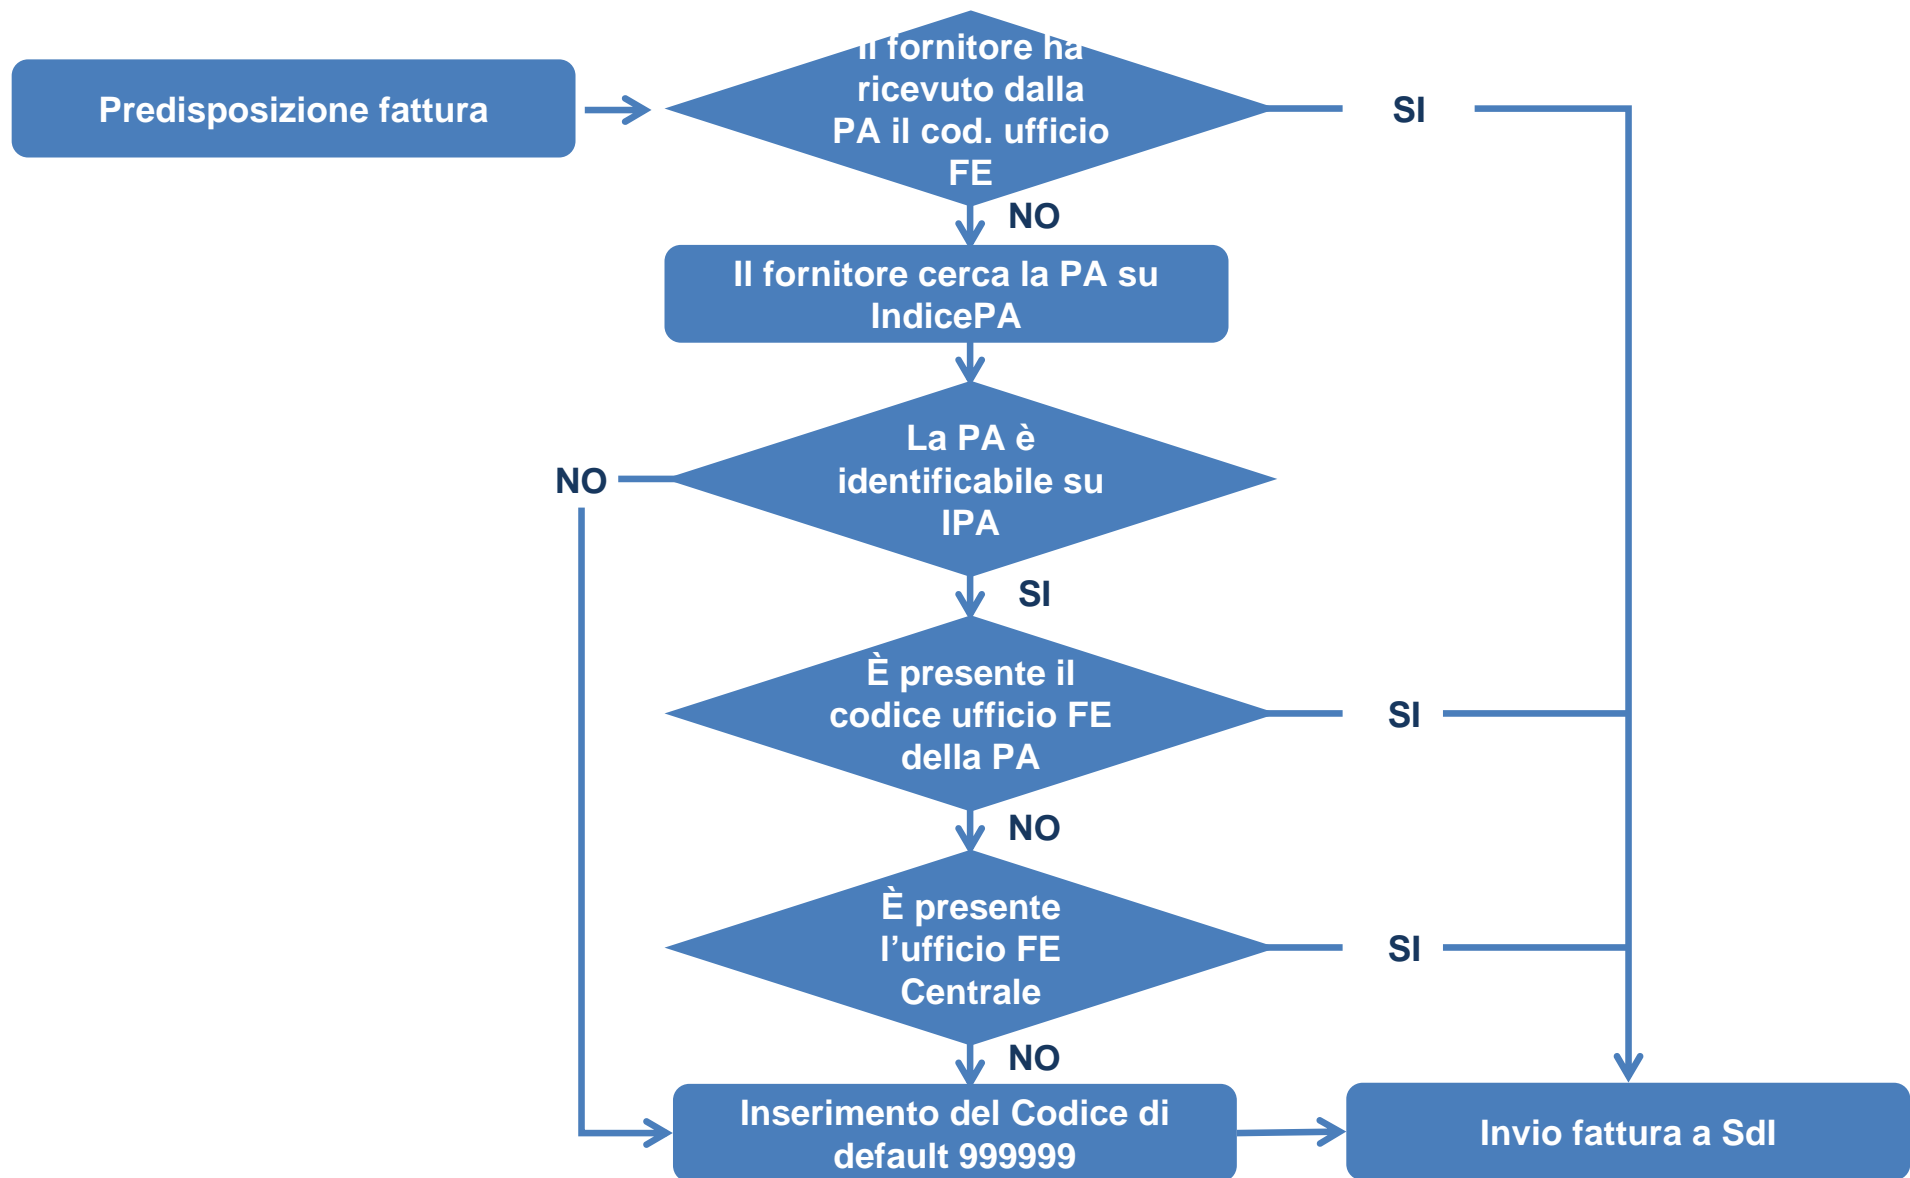 Predisposizione fattura
Il fornitore ha
ricevuto dalla
PA il cod. ufficio
FE
SI
NO
Il fornitore cerca la PA su
IndicePA
La PA è
identificabile su
IPA
NO
SI
È presente il
codice ufficio FE
della PA
SI
NO
È presente
l’ufficio FE
Centrale
SI
NO
Inserimento del Codice di
default 999999
Invio fattura a SdI